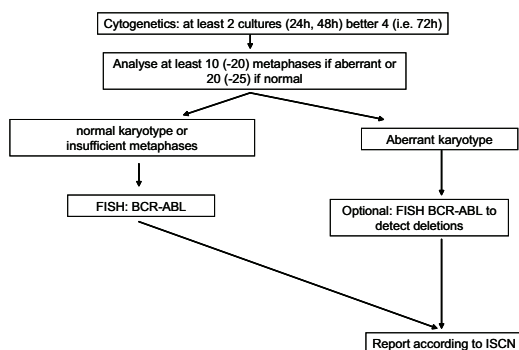 Cytogenetics: at least 2 cultures (24h, 48h) better 4 (i.e. 72h)
Analyse at least 10 (-20) metaphases if aberrant or
20 (-25) if normal
normal karyotype or
insufficient metaphases
Aberrant karyotype
FISH: BCR-ABL
Optional: FISH BCR-ABL to
detect deletions
Report according to ISCN